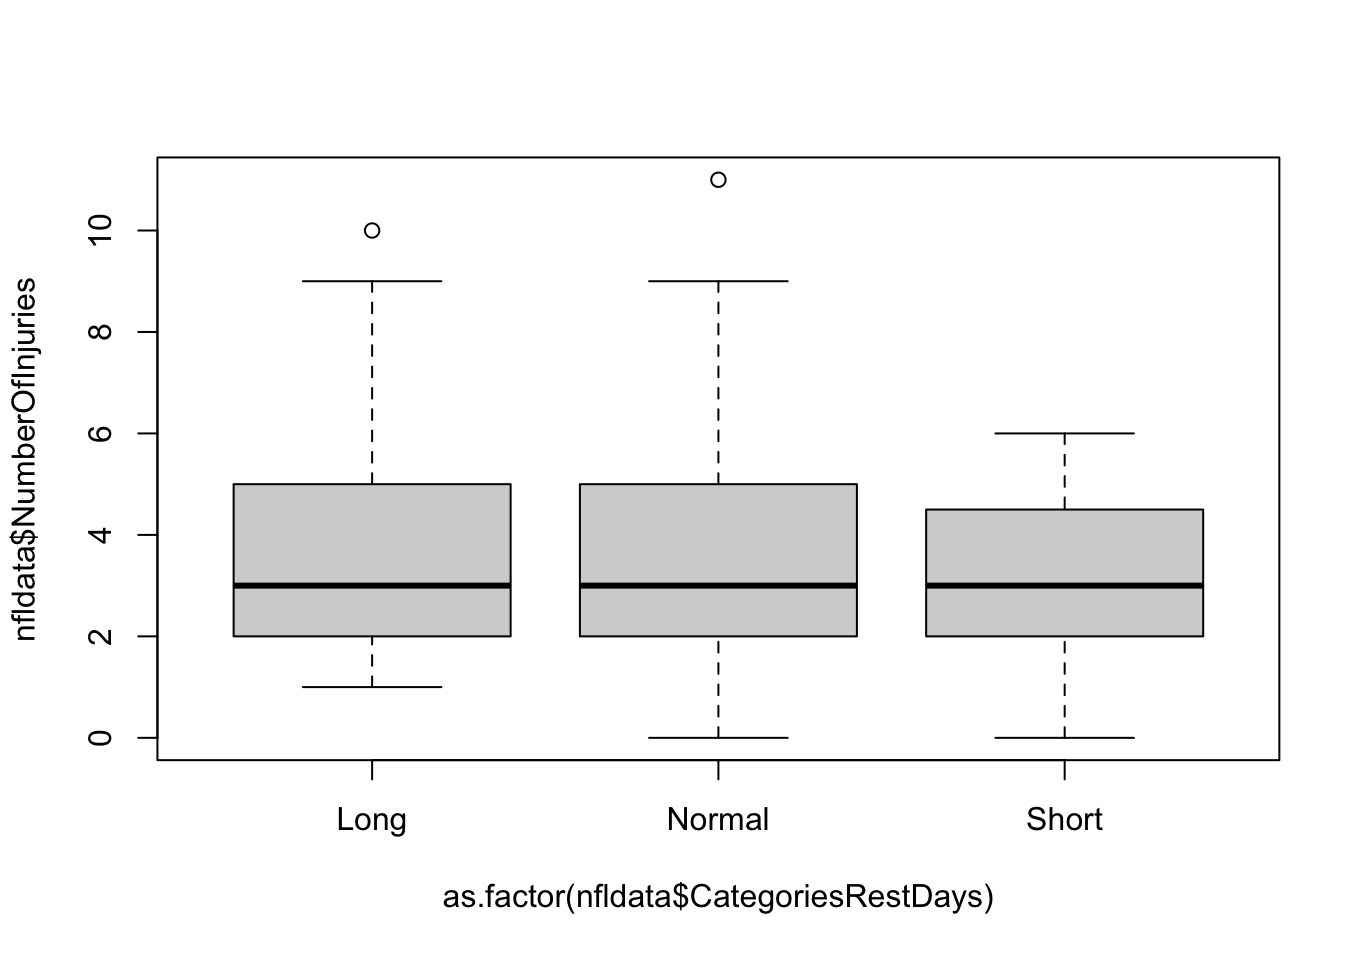 nfldata$NumberOfInjuries
10
8
6
4
2
0
Long Normal Short
as.factor(nfldata$CategoriesRestDays)